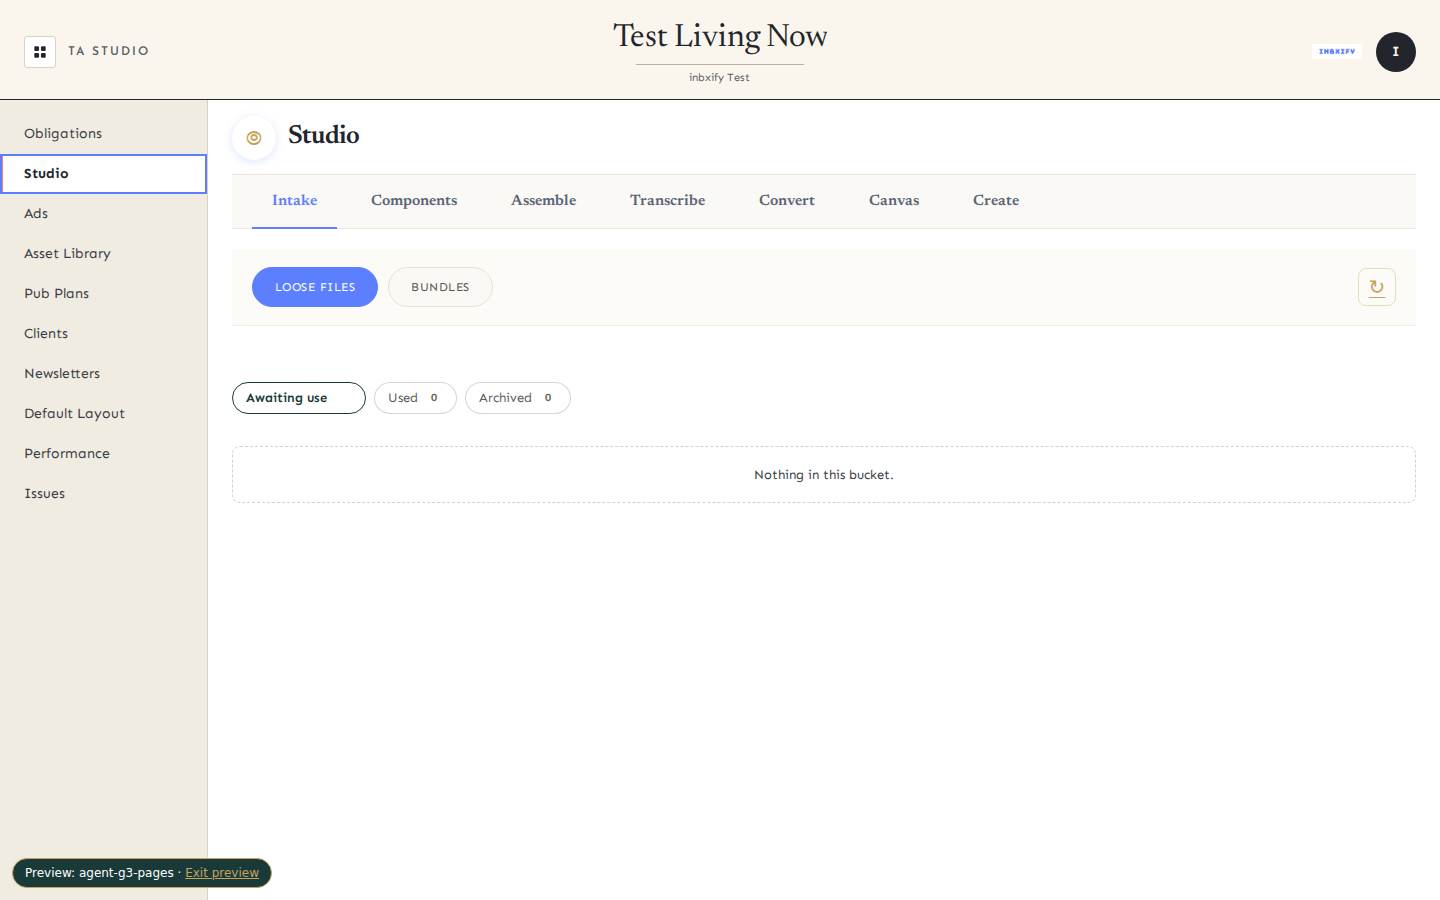 TA STUDIO
Test Living Now
inbxify Test
INBXIFY
I
Obligations
Studio
Ads
Asset Library
Pub Plans
Clients
Newsletters
Default Layout
Performance
Issues
Studio
Intake Components Assemble Transcribe Convert Canvas Create
LOOSE FILES BUNDLES
Awaiting use Used 0 Archived 0
Nothing in this bucket.
Preview: agent-g3-pages · Exit preview